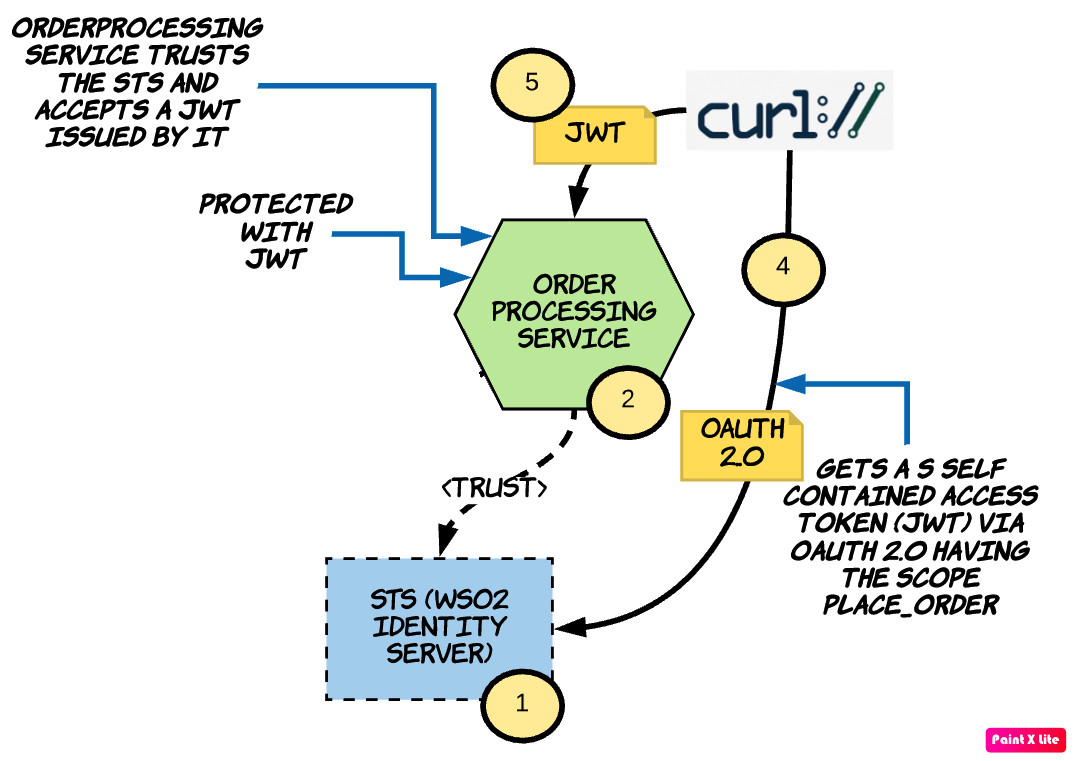 ORDERPROCESSING
SERVICE TRUSTS
THE STS AND
ACCEPTS A JWT
ISSUED BY IT
5
JWT
curl://
PROTECTED
WITH
JWT
4
ORDER
PROCESSING
SERVICE
2
OAUTH
2.0
GETS A S SELF
CONTAINED ACCESS
TOKEN (JWT) VIA
OAUTH 2.0 HAVING
THE SCOPE
PLACE_ORDER
<TRUST>
STS (WSO2
IDENTITY
SERVER)
1
Paint X Lite